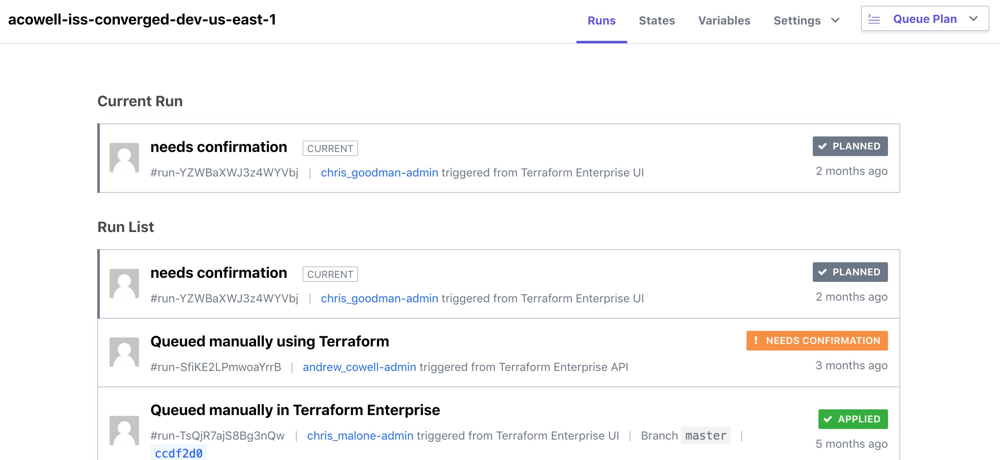 acowell-iss-converged-dev-us-east-1
Runs States Variables Settings Queue Plan
Current Run
needs confirmation CURRENT PLANNED
#run-YZWBaXWJ3z4WYVbj | chris_goodman-admin triggered from Terraform Enterprise UI 2 months ago
Run List
needs confirmation CURRENT PLANNED
#run-YZWBaXWJ3z4WYVbj | chris_goodman-admin triggered from Terraform Enterprise UI 2 months ago
Queued manually using Terraform ! NEEDS CONFIRMATION
#run-SfiKE2LPmwoaYrrB | andrew_cowell-admin triggered from Terraform Enterprise API 3 months ago
Queued manually in Terraform Enterprise APPLIED
#run-TsQjR7ajS8Bg3nQw | chris_malone-admin triggered from Terraform Enterprise UI | Branch master | 5 months ago
ccdf2d0